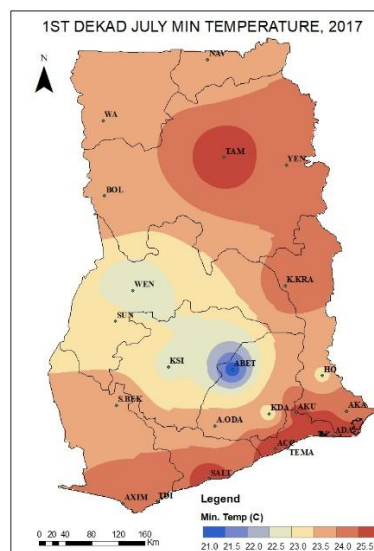 1ST DEKAD JULY MIN TEMPERATURE, 2017
N
NAV
WA
TAM
YEN
BOL
K.KRA
WEN
SUN
KSI
ABET
HO
S.BEK
KDA
AKU
AKA
A.ODA
ADA
ACC
TEMA
SALT
AXIM
TDI
Legend
Min. Temp (C)
0 20 40 80 120 160
Km
21.0 21.5 22.0 22.5 23.0 23.5 24.0 25.5